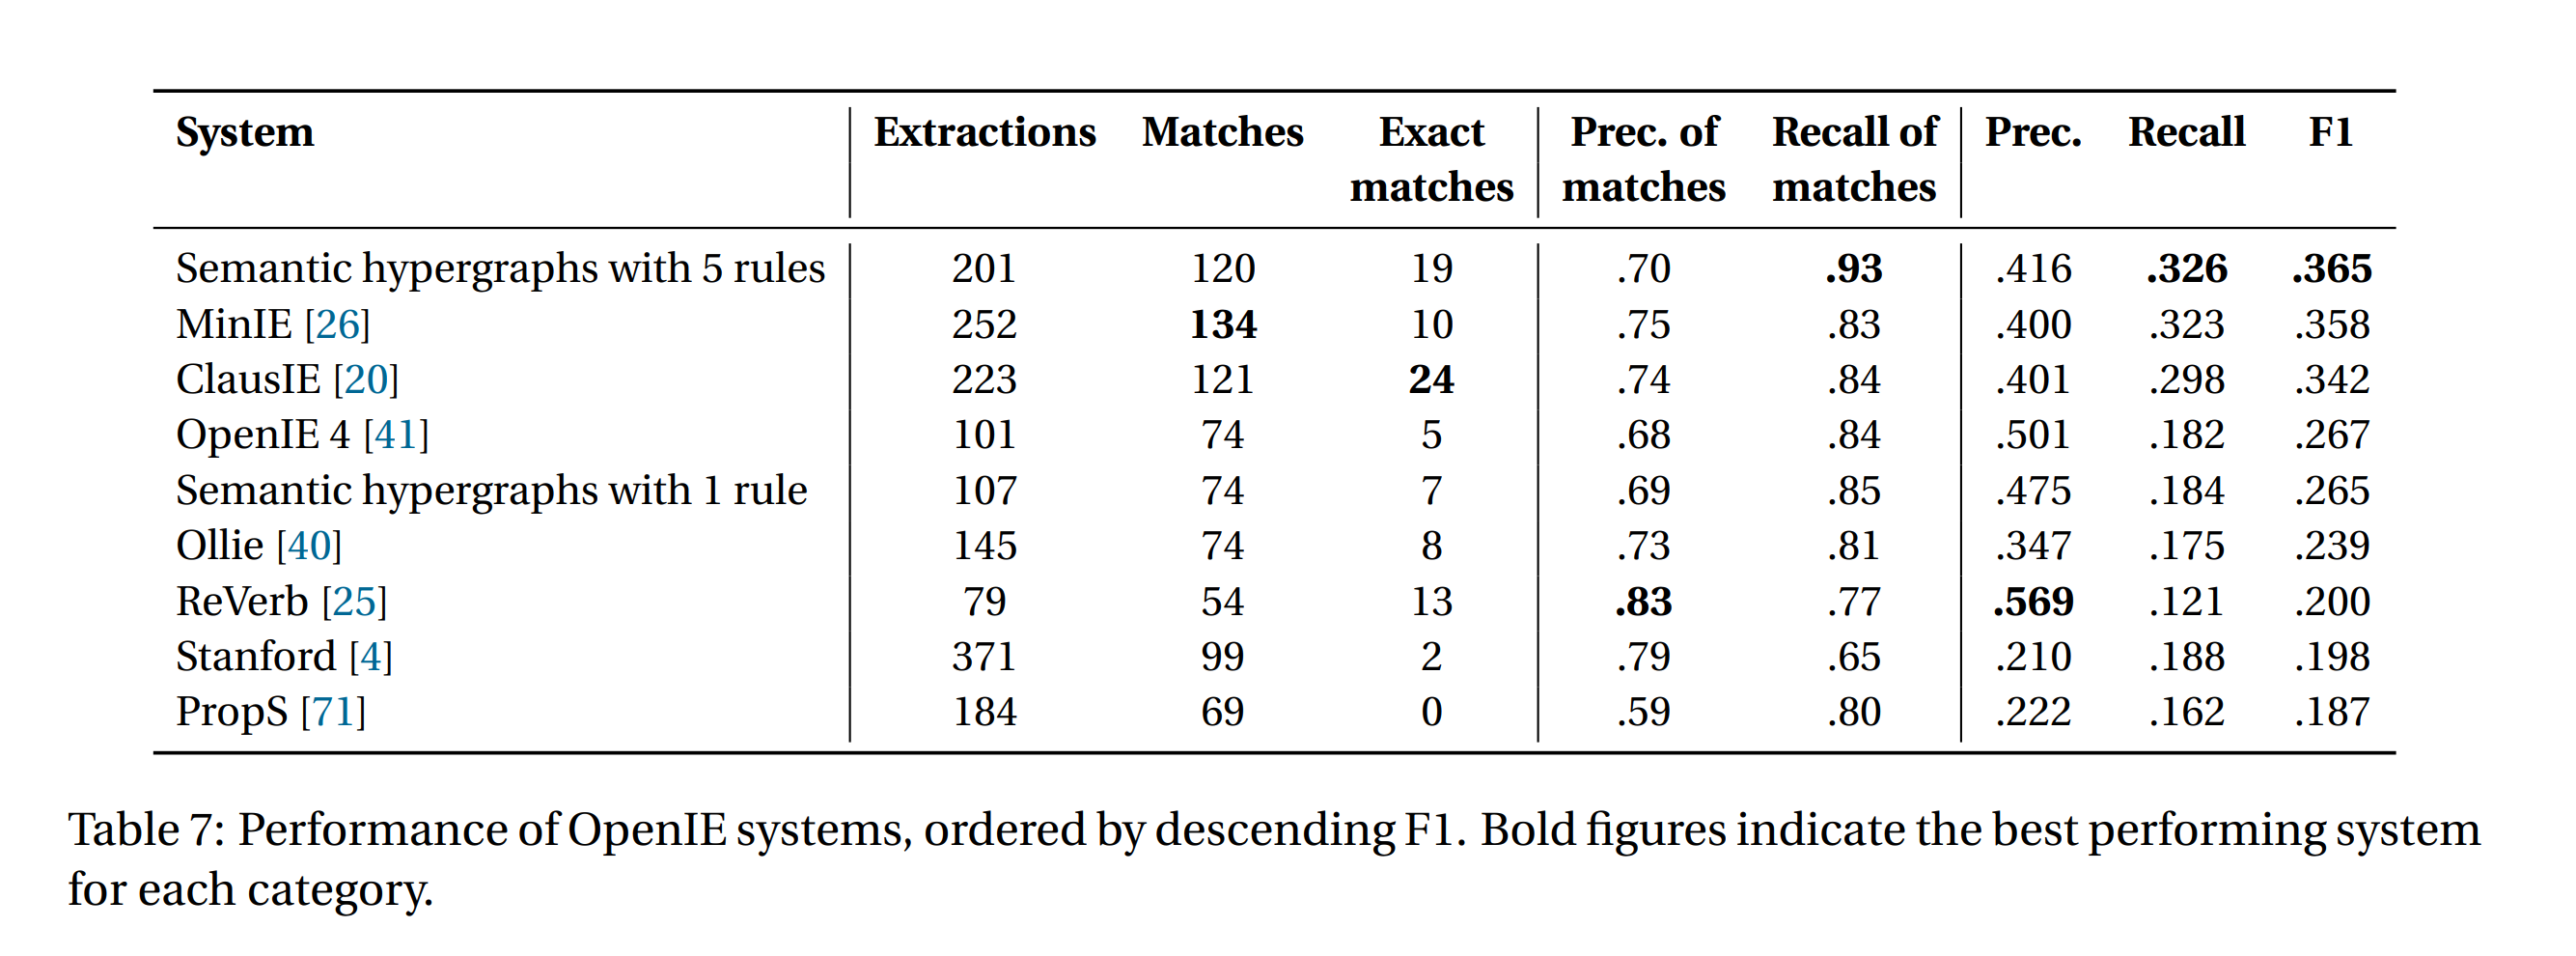 System Extractions Matches Exact matches Prec. of matches Recall of matches Prec. Recall F1
Semantic hypergraphs with 5 rules 201 120 19 .70 .93 .416 .326 .365
MinIE [26] 252 134 10 .75 .83 .400 .323 .358
ClausIE [20] 223 121 24 .74 .84 .401 .298 .342
OpenIE 4 [41] 101 74 5 .68 .84 .501 .182 .267
Semantic hypergraphs with 1 rule 107 74 7 .69 .85 .475 .184 .265
Ollie [40] 145 74 8 .73 .81 .347 .175 .239
ReVerb [25] 79 54 13 .83 .77 .569 .121 .200
Stanford [4] 371 99 2 .79 .65 .210 .188 .198
PropS [71] 184 69 0 .59 .80 .222 .162 .187
Table 7: Performance of OpenIE systems, ordered by descending F1. Bold figures indicate the best performing system
for each category.